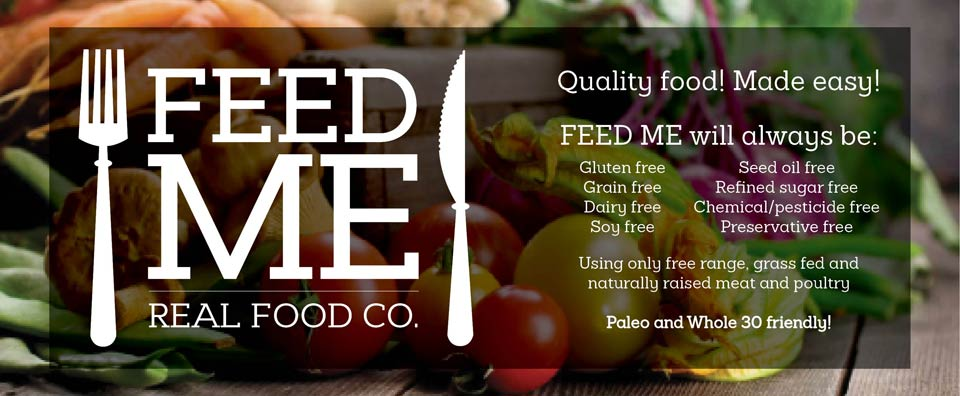 FEED
ME
REAL FOOD CO.
Quality food! Made easy!
FEED ME will always be:
Gluten free
Grain free
Dairy free
Soy free
Seed oil free
Refined sugar free
Chemical/pesticide free
Preservative free
Using only free range, grass fed and
naturally raised meat and poultry
Paleo and Whole 30 friendly!